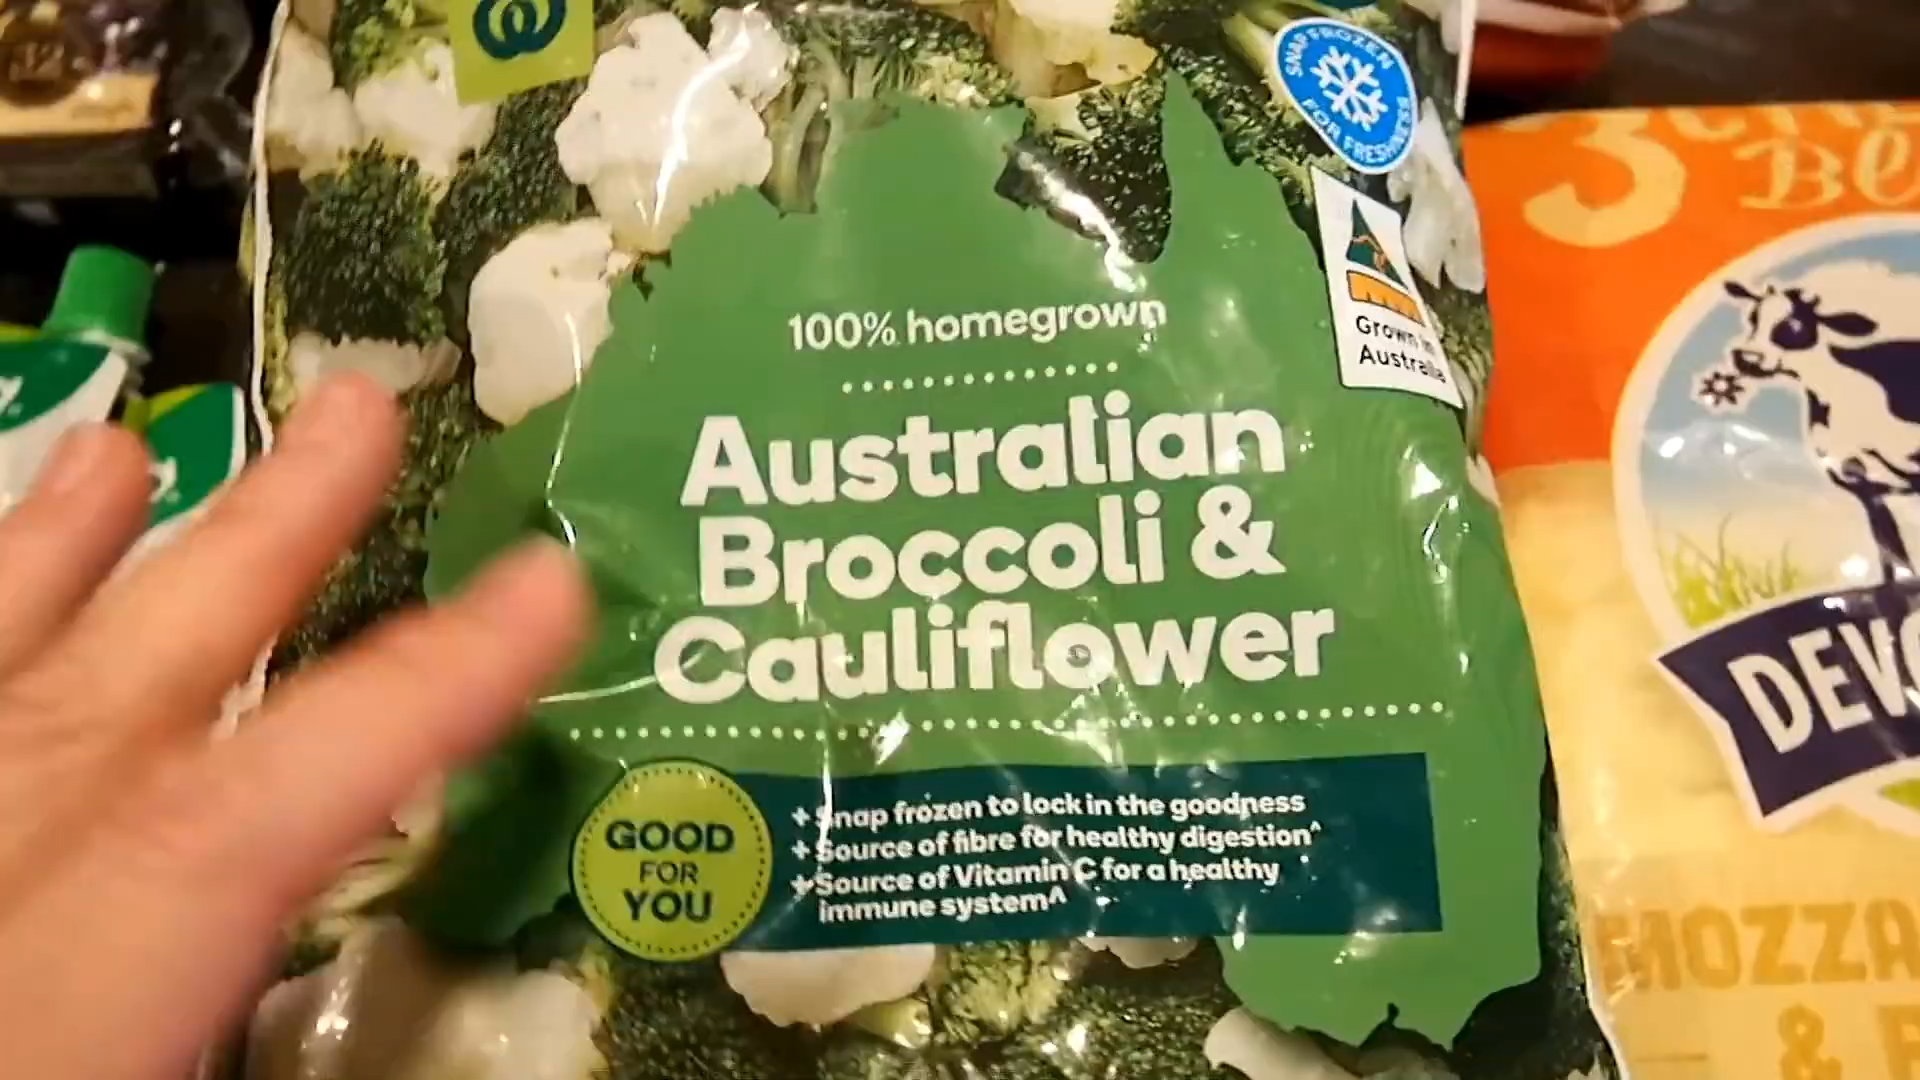 SNAP FROZEN
FOR FRESHNESS
100% homegrown
Grown in
Australia
Australian
Broccoli &
Cauliflower
GOOD
FOR
YOU
+ Snap frozen to lock in the goodness
+ Source of fibre for healthy digestion^
+ Source of Vitamin C for a healthy
immune system^
3
DEVO
MOZZA
&